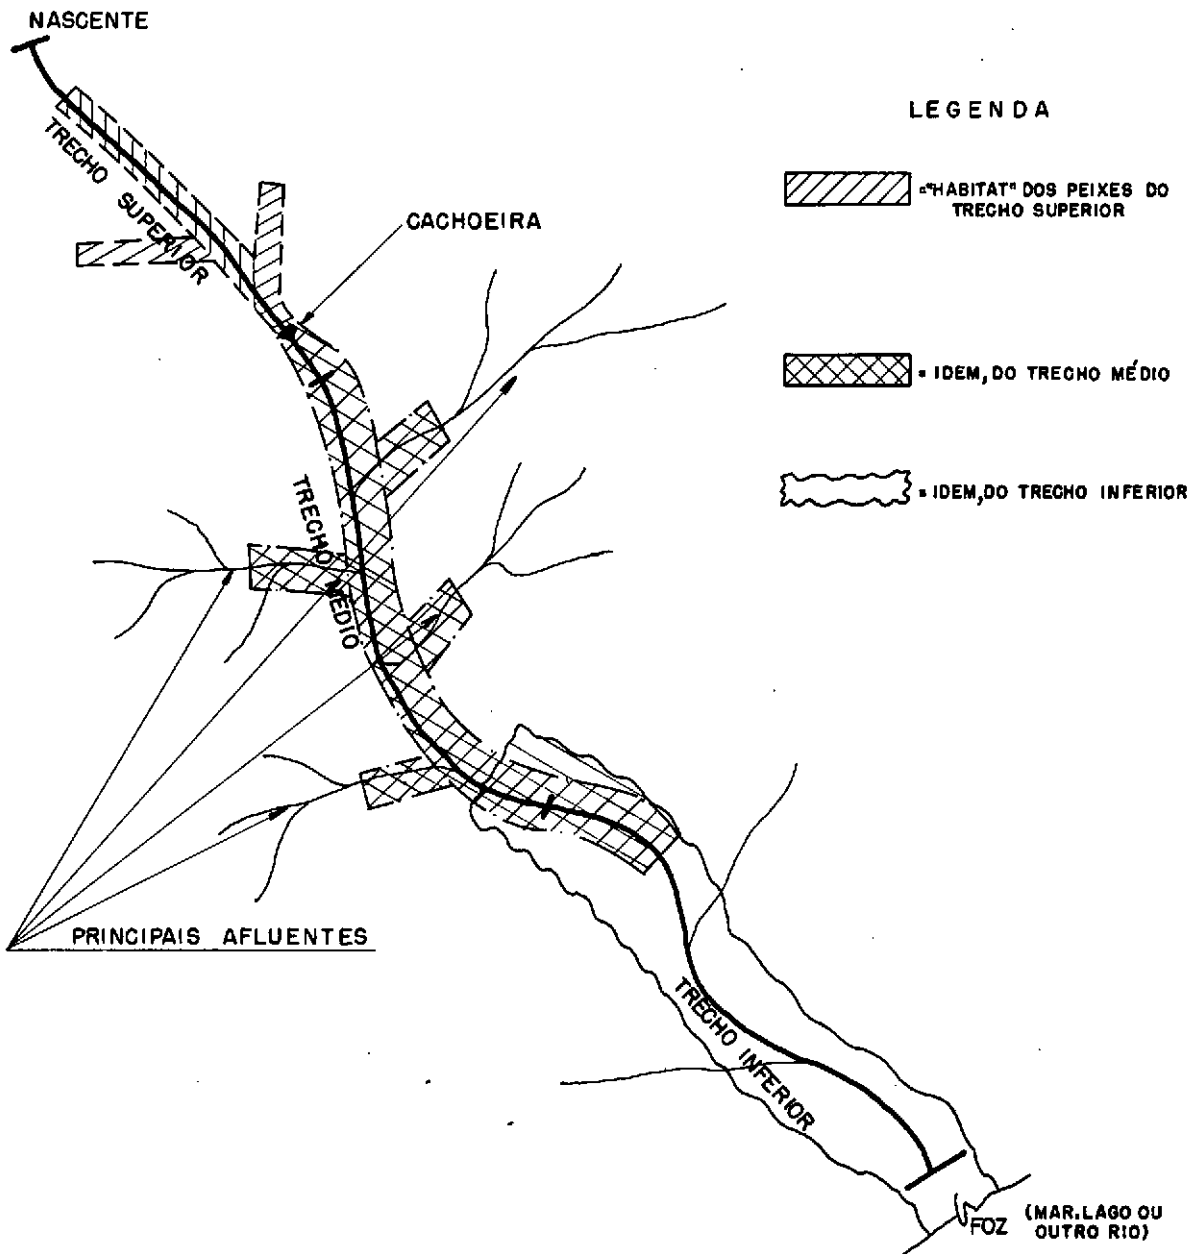 NASCENTE
LEGENDA
TRECHO SUPERIOR
="HABITAT" DOS PEIXES DO
TRECHO SUPERIOR
CACHOEIRA
= IDEM, DO TRECHO MÉDIO
= IDEM, DO TRECHO INFERIOR
TRECHO MÉDIO
PRINCIPAIS AFLUENTES
TRECHO INFERIOR
FOZ
(MAR. LAGO OU
OUTRO RIO)